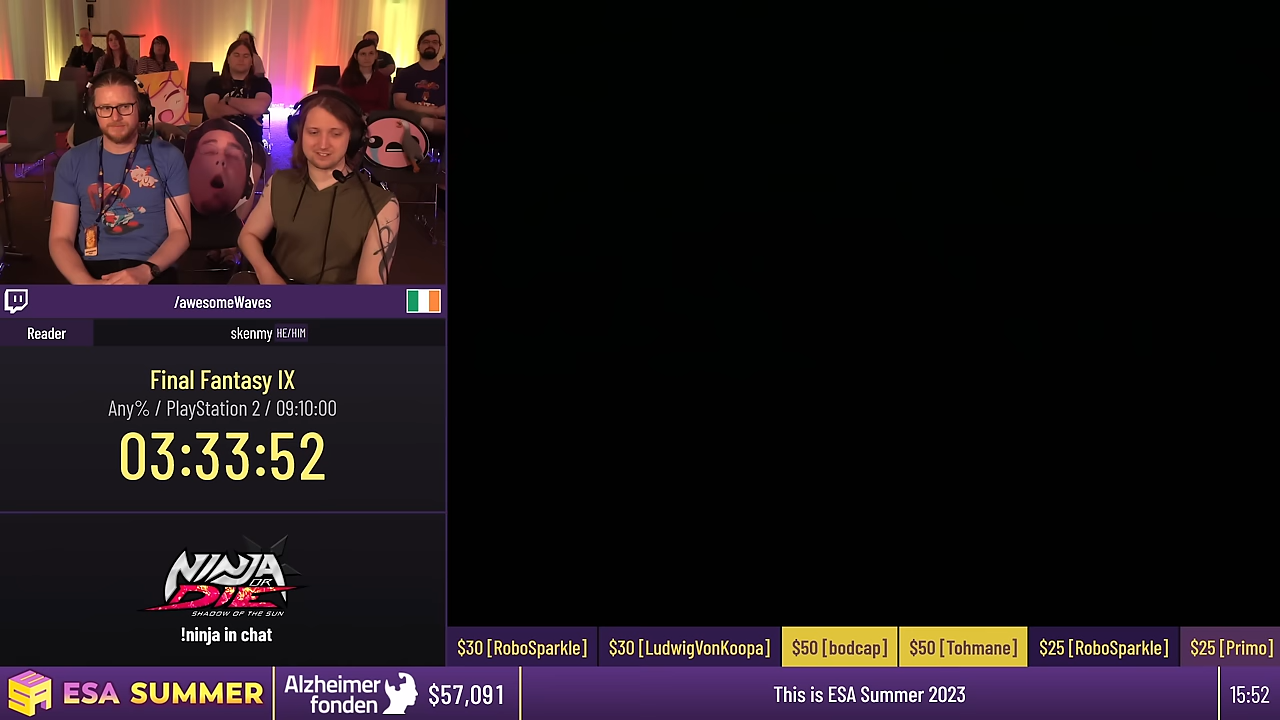 /awesomeWaves
Reader
skenmy HE/HIM
Final Fantasy IX
Any% / PlayStation 2 / 09:10:00
03:33:52
NINJA
OR
DIE
SHADOW OF THE SUN
!ninja in chat
$30 [RoboSparkle]
$30 [LudwigVonKoopa]
$50 [bodcap]
$50 [Tohmane]
$25 [RoboSparkle]
$25 [Primo]
ESA SUMMER
Alzheimer
fonden
$57,091
This is ESA Summer 2023
15:52